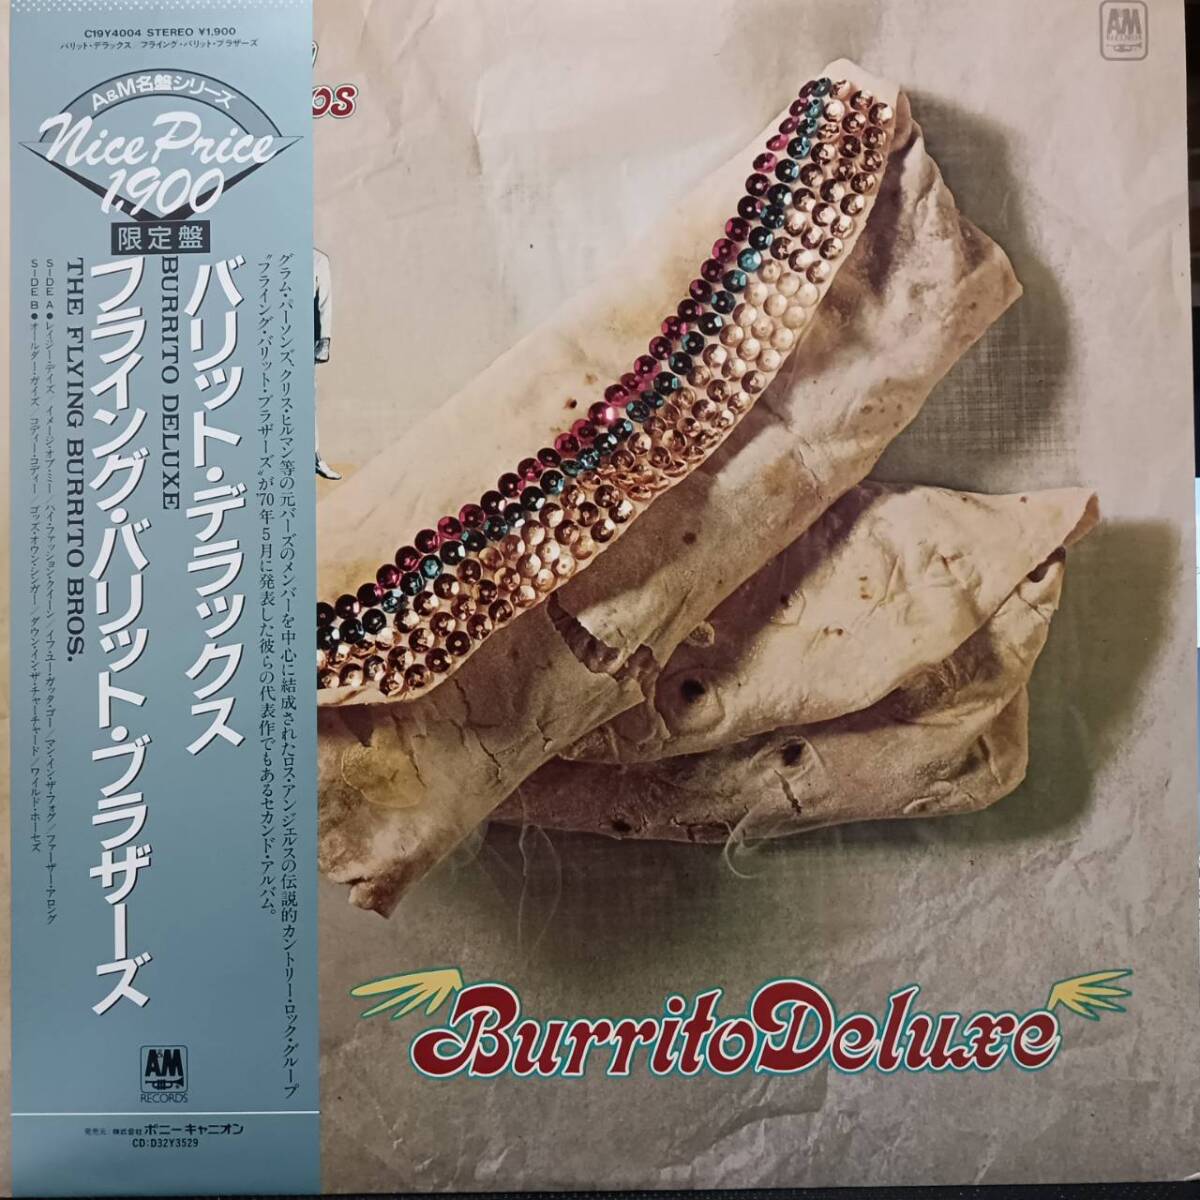 C19Y4004 STEREO ¥1,900
バリット・デラックス/フライング・バリット・ブラザーズ
A&M名盤シリーズ
Nice Price
1,900
限定盤
グラム・パーソンズ、クリス・ヒルマン等の元バーズのメンバーを中心に結成されたロス・アンジェルスの伝説的カントリー・ロック・グループ
"フライング・バリット・ブラザーズ"が'70年5月に発表した彼らの代表作でもあるセカンド・アルバム。
バリット・デラックス
BURRITO DELUXE
フライング・バリット・ブラザーズ
THE FLYING BURRITO BROS.
SIDE A●レイジー・デイズ/イメージ・オブ・ミー/ハイ・ファッション・クイーン/イフ・ユー・ガッタ・ゴー/マン・イン・ザ・フォグ/ファーザー・アロング
SIDE B●オールダー・ガイズ/コディー・コディー/ゴッズ・オウン・シンガー/ダウン・イン・ザ・チャーチヤード/ワイルド・ホーセズ
A&M
RECORDS
発売元:株式会社 ポニーキャニオン
CD:D32Y3529
OS
A&M
RECORDS
Burrito Deluxe